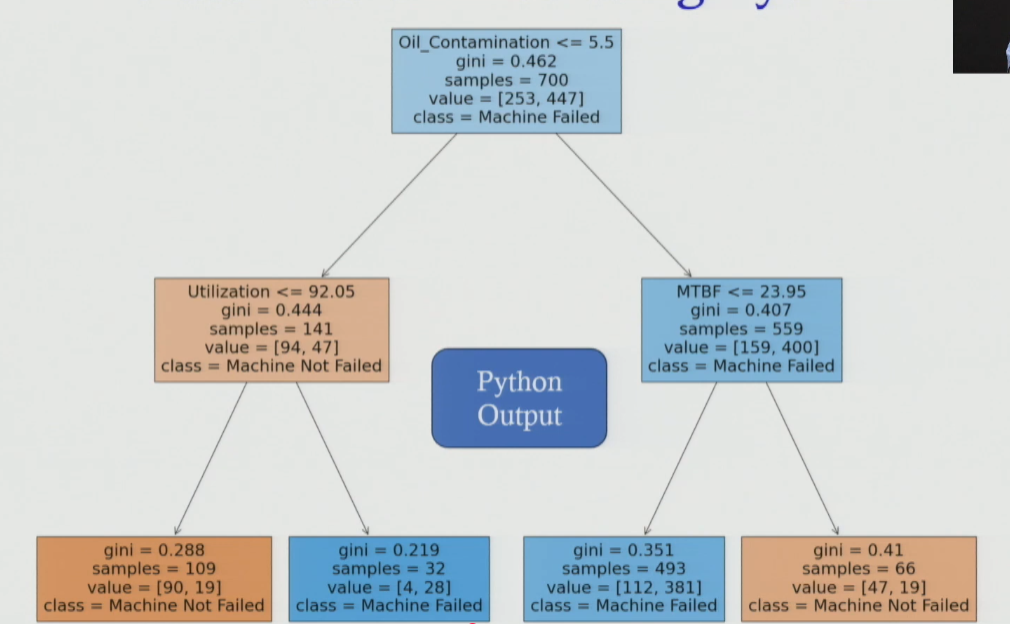 Oil_Contamination <= 5.5
gini = 0.462
samples = 700
value = [253, 447]
class = Machine Failed
Utilization <= 92.05
gini = 0.444
samples = 141
value = [94, 47]
class = Machine Not Failed
MTBF <= 23.95
gini = 0.407
samples = 559
value = [159, 400]
class = Machine Failed
Python
Output
gini = 0.288
samples = 109
value = [90, 19]
class = Machine Not Failed
gini = 0.219
samples = 32
value = [4, 28]
class = Machine Failed
gini = 0.351
samples = 493
value = [112, 381]
class = Machine Failed
gini = 0.41
samples = 66
value = [47, 19]
class = Machine Not Failed